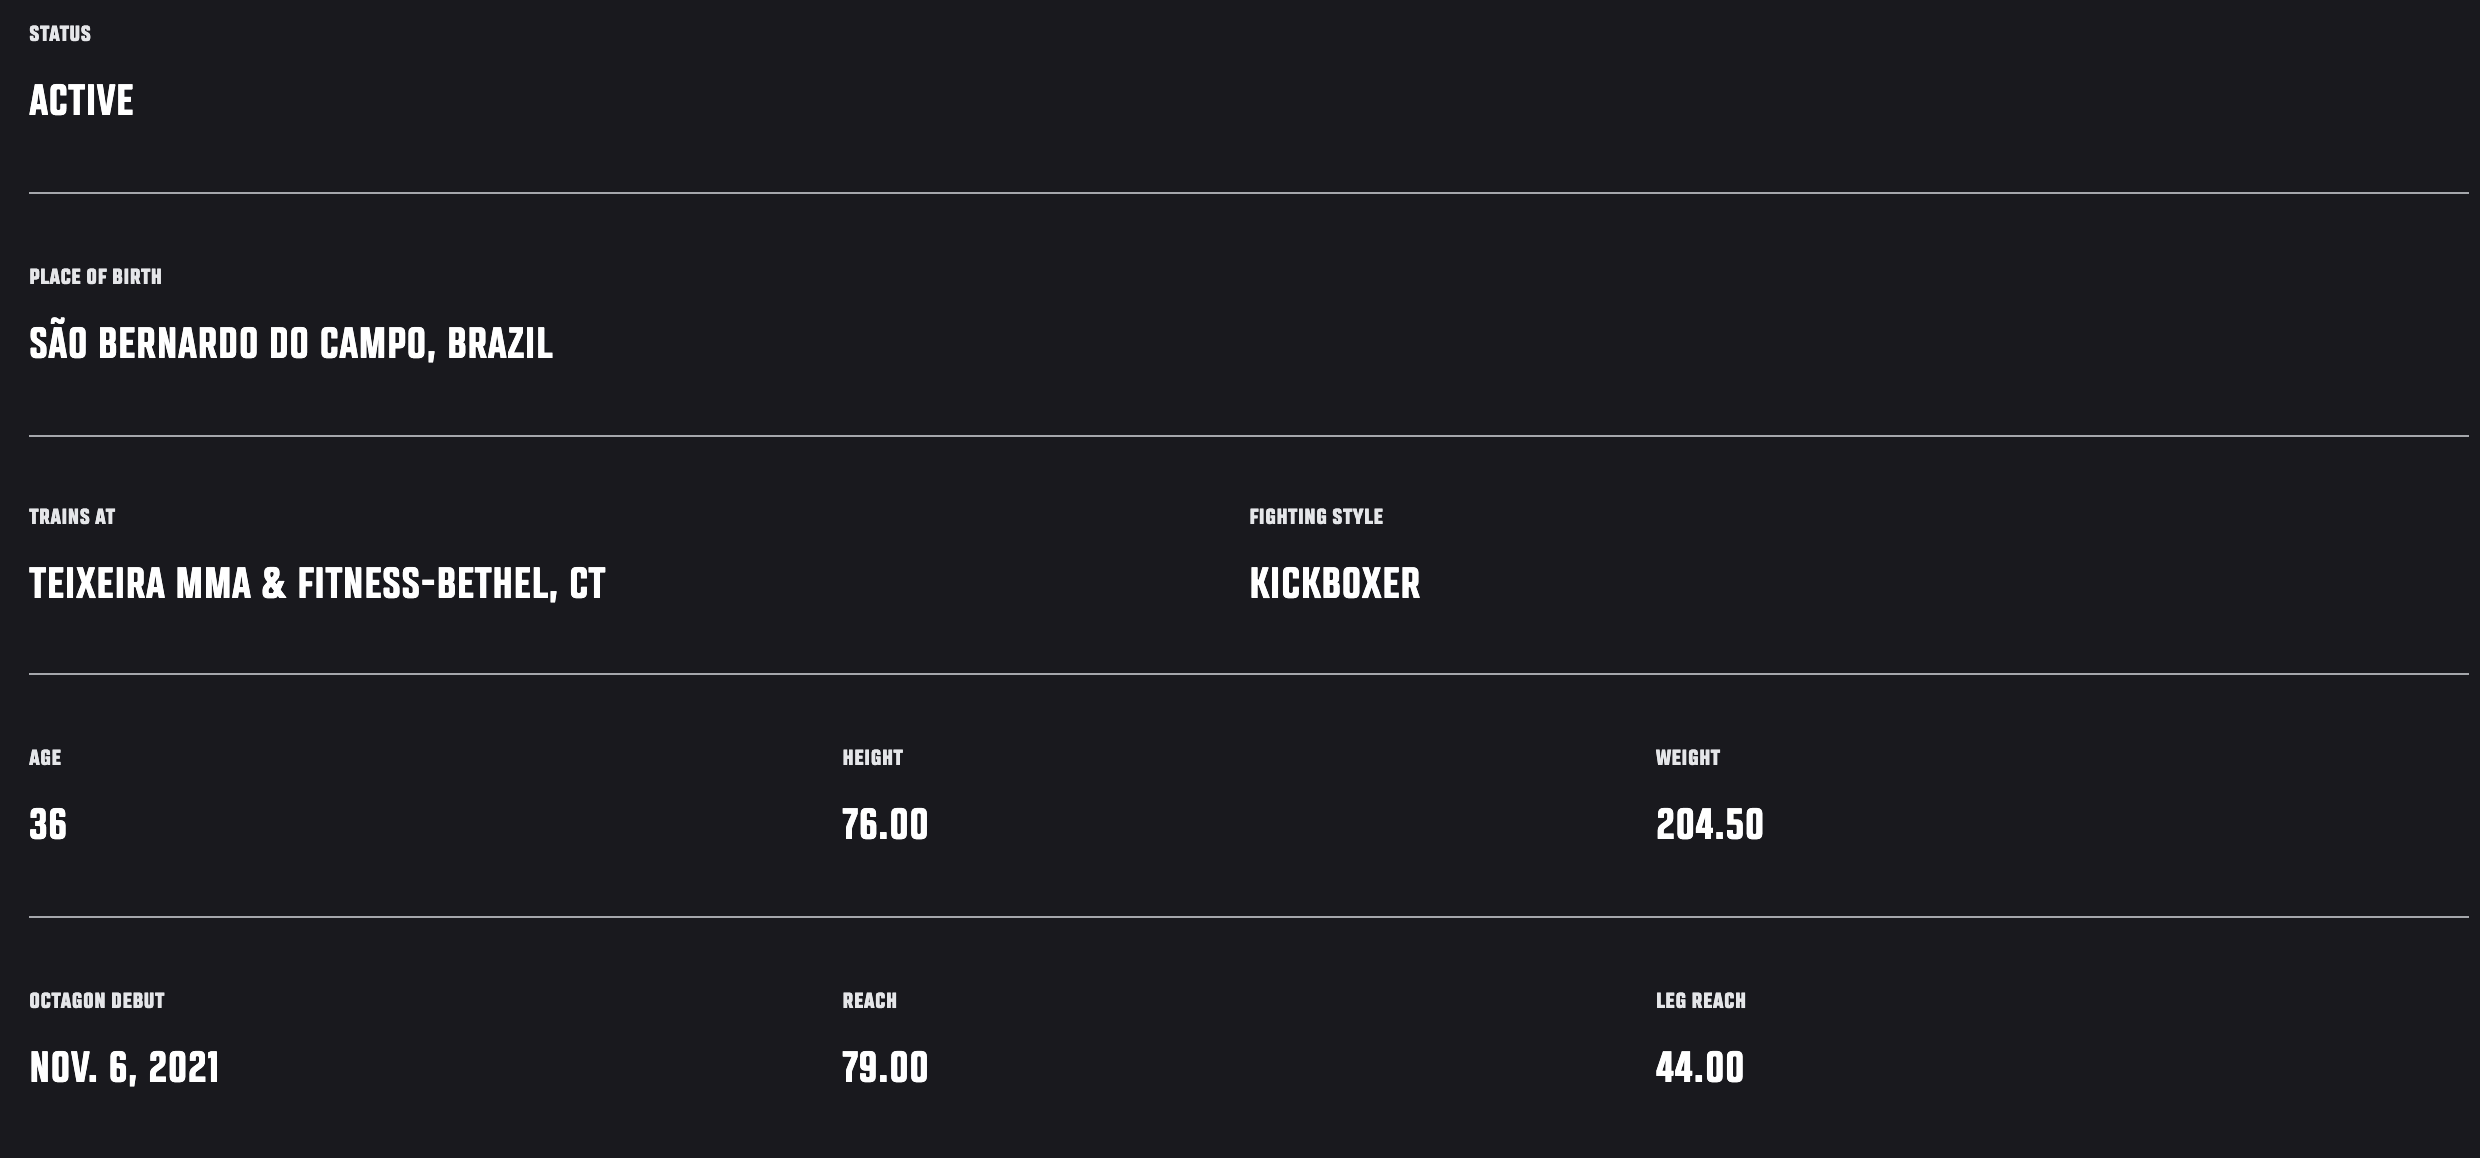 STATUS
ACTIVE
PLACE OF BIRTH
SÃO BERNARDO DO CAMPO, BRAZIL
TRAINS AT
TEIXEIRA MMA & FITNESS-BETHEL, CT
FIGHTING STYLE
KICKBOXER
AGE
36
HEIGHT
76.00
WEIGHT
204.50
OCTAGON DEBUT
NOV. 6, 2021
REACH
79.00
LEG REACH
44.00